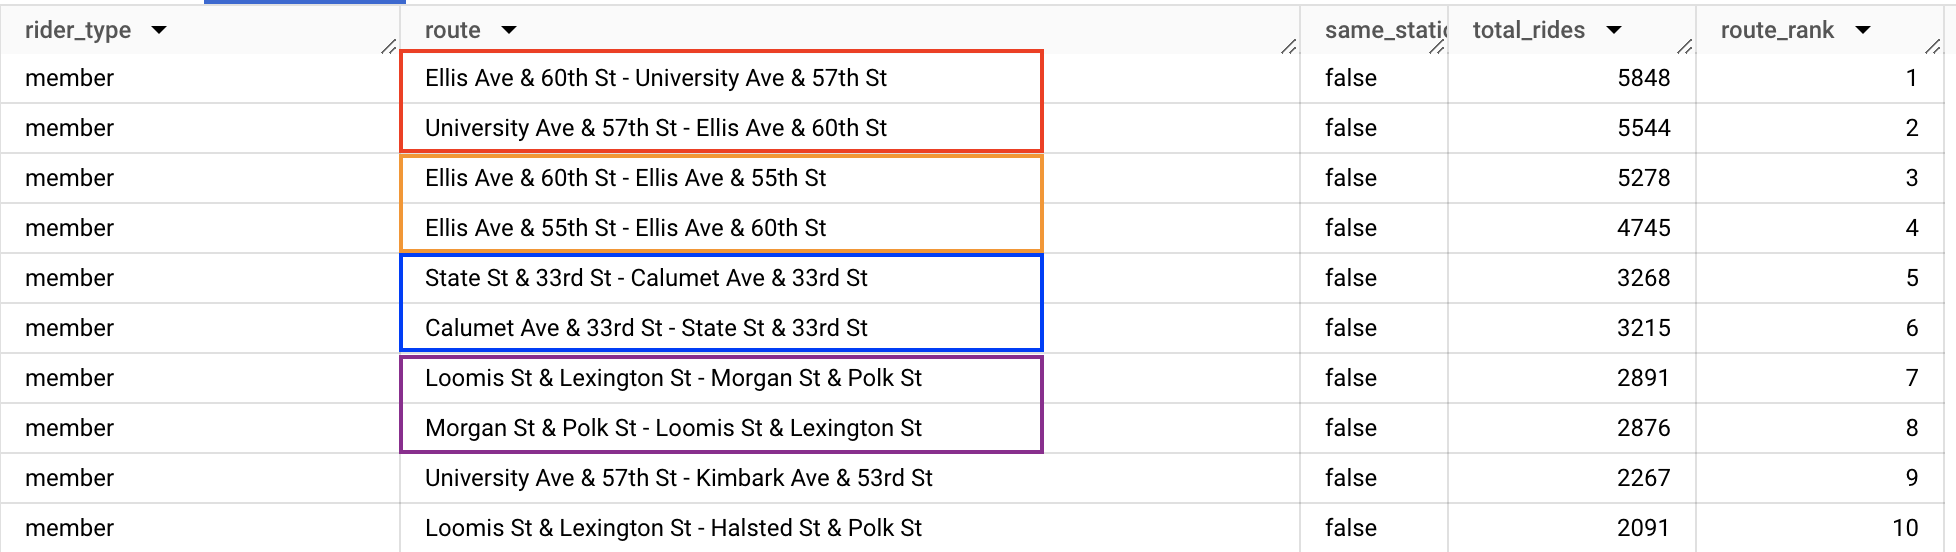 rider_type route same_static total_rides route_rank
member Ellis Ave & 60th St - University Ave & 57th St false 5848 1
member University Ave & 57th St - Ellis Ave & 60th St false 5544 2
member Ellis Ave & 60th St - Ellis Ave & 55th St false 5278 3
member Ellis Ave & 55th St - Ellis Ave & 60th St false 4745 4
member State St & 33rd St - Calumet Ave & 33rd St false 3268 5
member Calumet Ave & 33rd St - State St & 33rd St false 3215 6
member Loomis St & Lexington St - Morgan St & Polk St false 2891 7
member Morgan St & Polk St - Loomis St & Lexington St false 2876 8
member University Ave & 57th St - Kimbark Ave & 53rd St false 2267 9
member Loomis St & Lexington St - Halsted St & Polk St false 2091 10